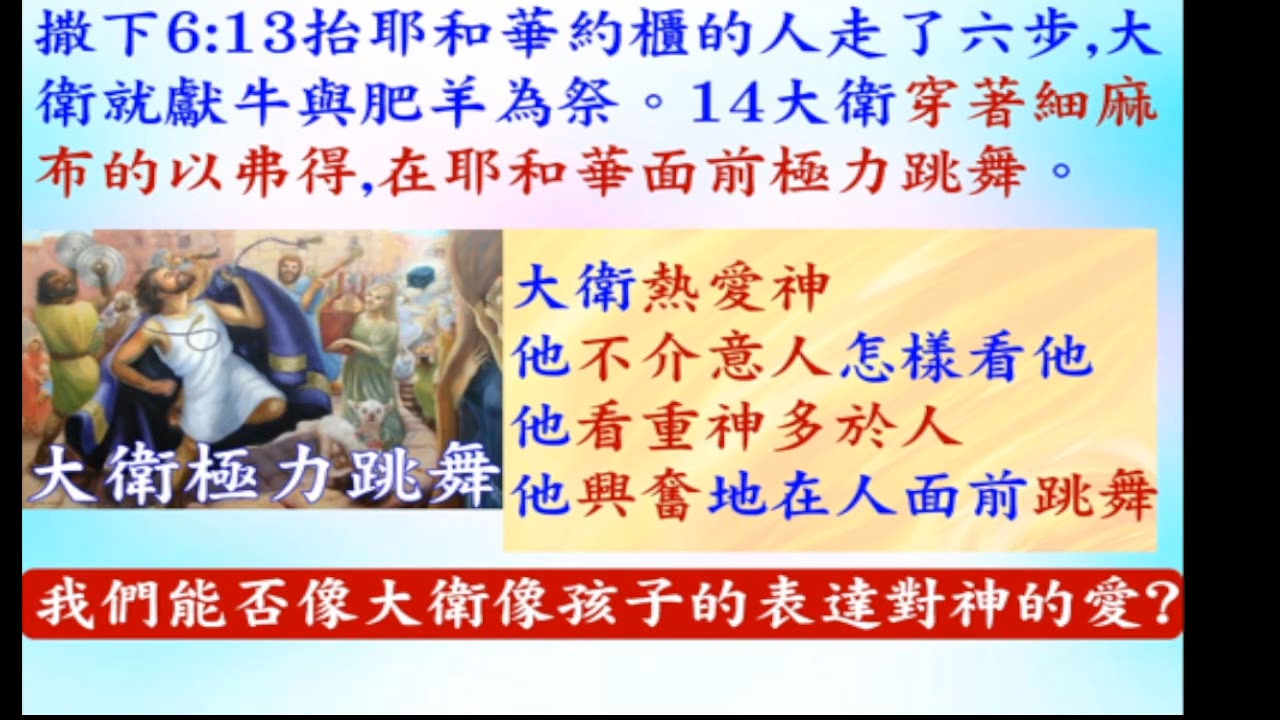 撒下6:13抬耶和華約櫃的人走了六步,大
衛就獻牛與肥羊為祭。14大衛穿著細麻
布的以弗得,在耶和華面前極力跳舞。
大衛熱愛神
他不介意人怎樣看他
他看重神多於人
他興奮地在人面前跳舞
大衛極力跳舞
我們能否像大衛像孩子的表達對神的愛?